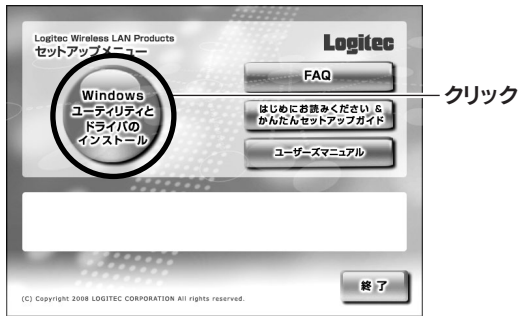 Logitec Wireless LAN Products
セットアップメニュー
Logitec
Windows
ユーティリティと
ドライバの
インストール
FAQ
はじめにお読みください &
かんたんセットアップガイド
ユーザーズマニュアル
クリック
終了
(C) Copyright 2008 LOGITEC CORPORATION All rights reserved.